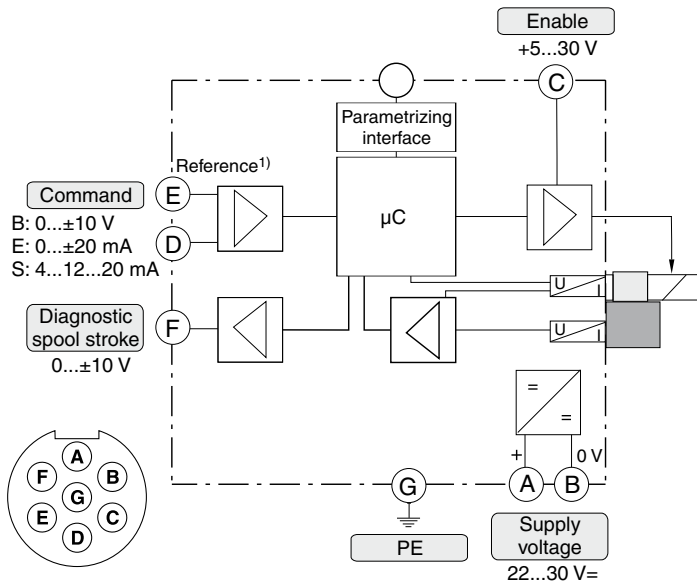 Enable
+5...30 V
C
Parametrizing
interface
Reference1)
Command
E
B: 0...±10 V
E: 0...±20 mA
S: 4...12...20 mA
D
µC
U
I
Diagnostic
spool stroke
0...±10 V
F
U
I
=
=
+
0 V
A
B
G
PE
Supply
voltage
22...30 V=
A
F
B
G
E
C
D